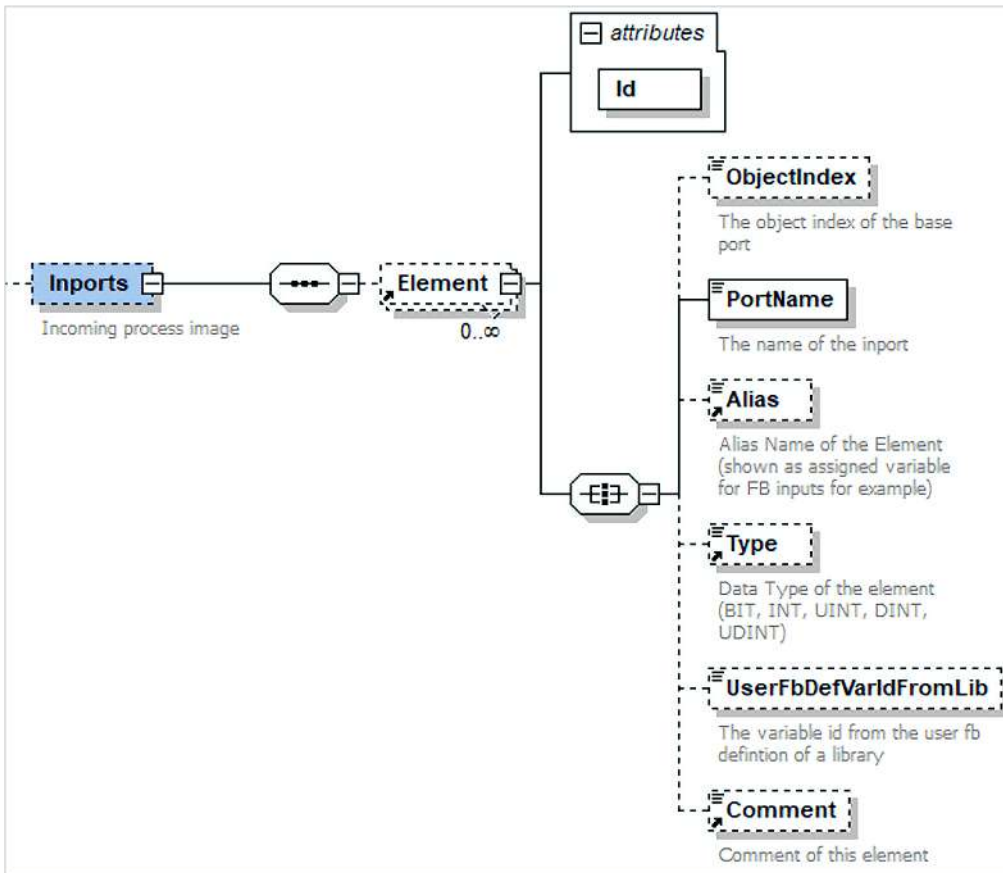 attributes
Id
ObjectIndex
The object index of the base
port
Inports
Incoming process image
Element
0..∞
PortName
The name of the inport
Alias
Alias Name of the Element
(shown as assigned variable
for FB inputs for example)
Type
Data Type of the element
(BIT, INT, UINT, DINT,
UDINT)
UserFbDefVarIdFromLib
The variable id from the user fb
defintion of a library
Comment
Comment of this element